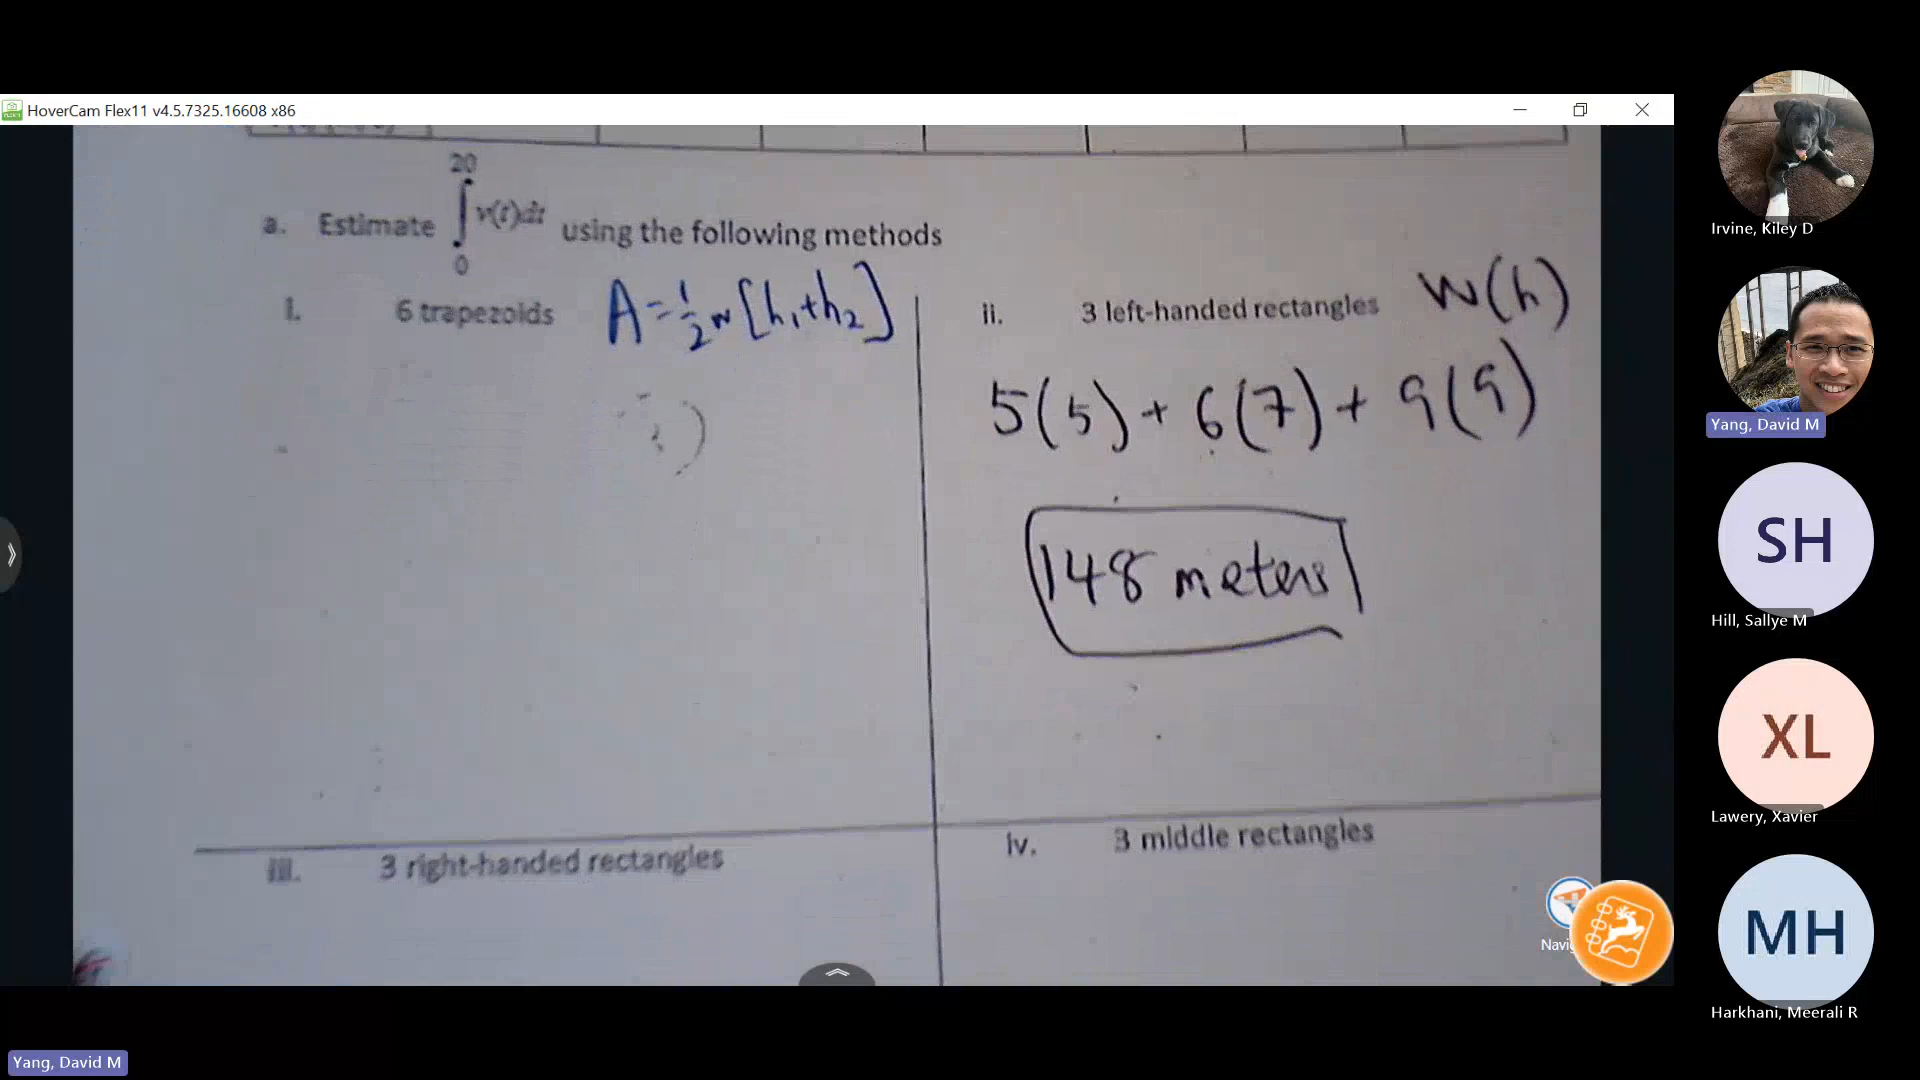 HoverCam Flex11 v4.5.7325.16608 x86
20
a. Estimate ∫ v(t)dt using the following methods
0
i. 6 trapezoids A = 1/2 w [h₁+h₂]
ii. 3 left-handed rectangles w(h)
5(5) + 6(7) + 9(9)
148 meters
iii. 3 right-handed rectangles
iv. 3 middle rectangles
Irvine, Kiley D
Yang, David M
SH
Hill, Sallye M
XL
Lawery, Xavier
MH
Harkhani, Meerali R
Yang, David M